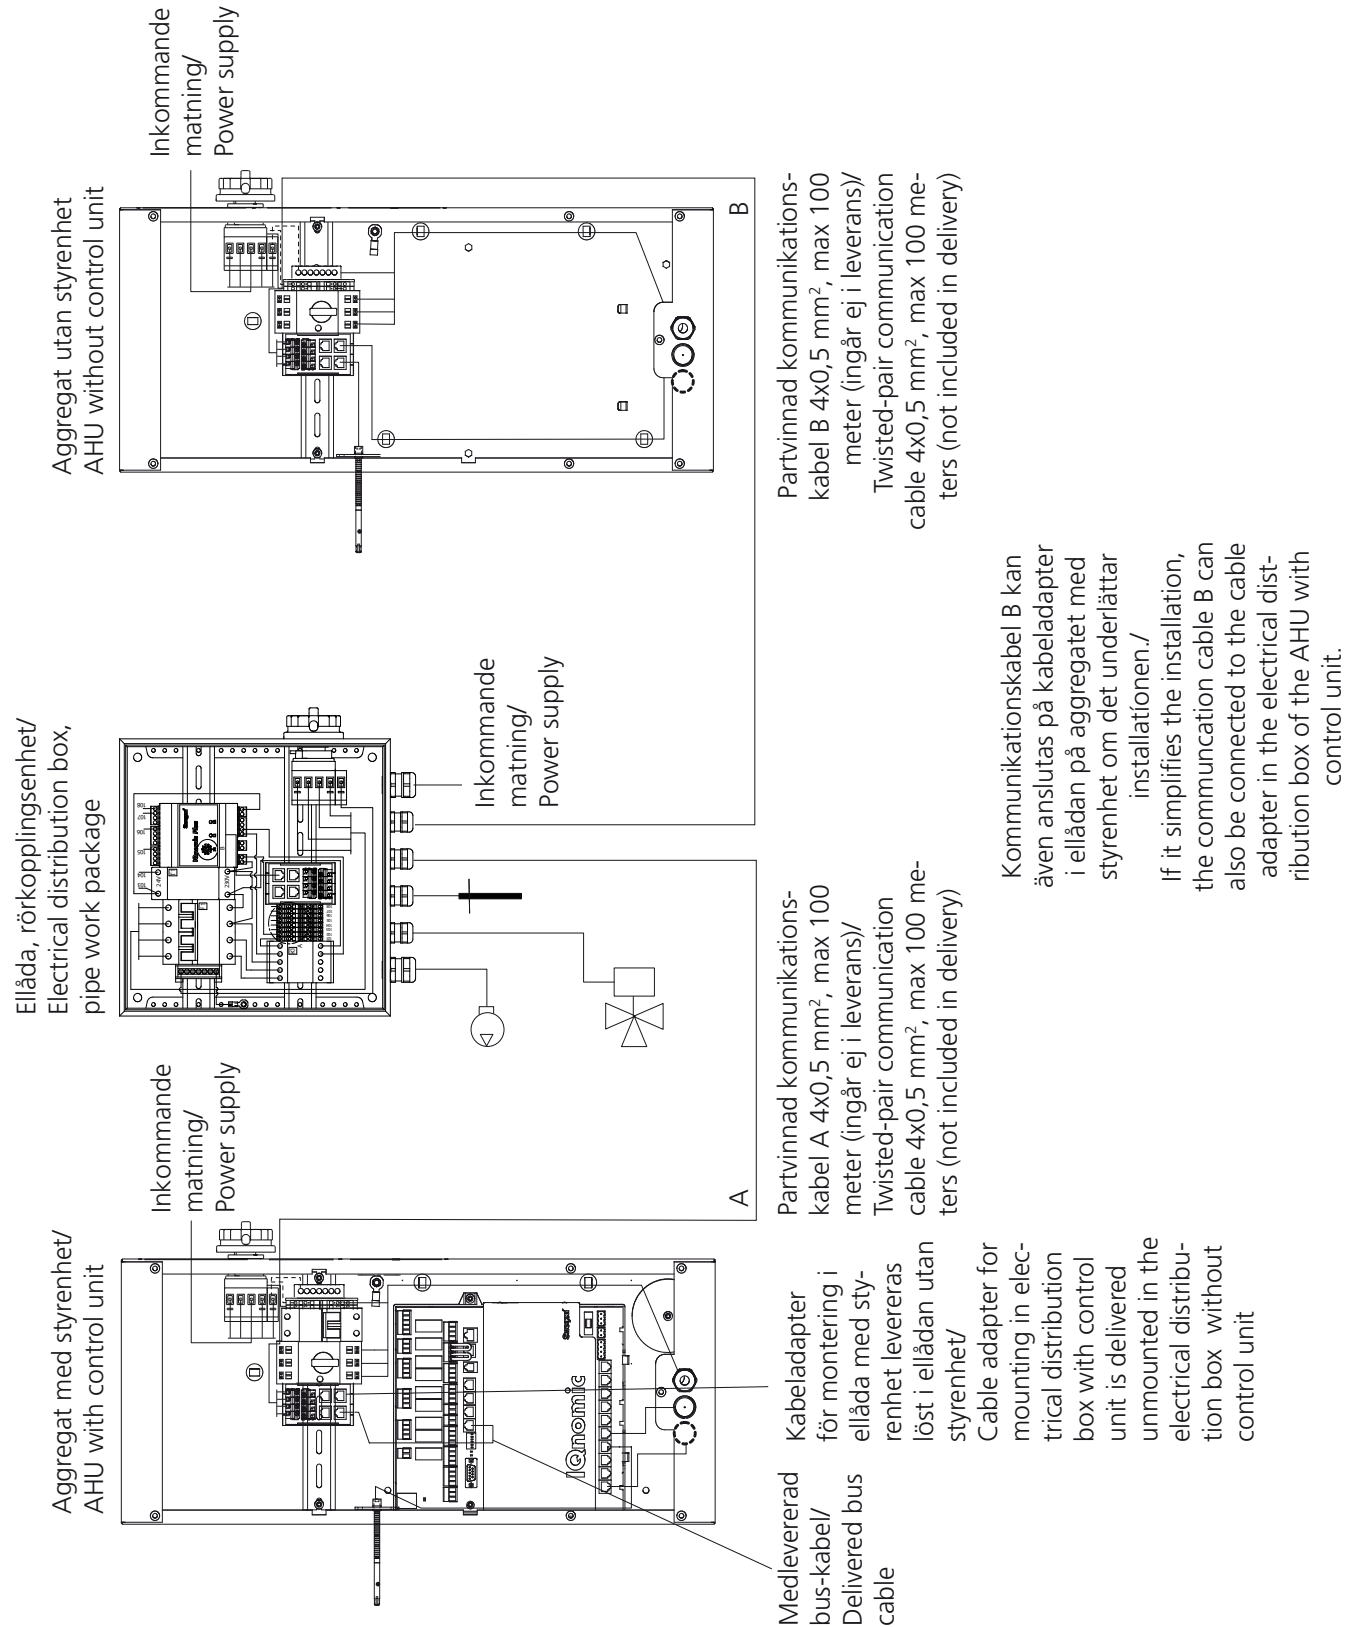 Aggregat med styrenhet/
AHU with control unit
Inkommande
matning/
Power supply
Ellåda, rörkopplingsenhet/
Electrical distribution box,
pipe work package
Inkommande
matning/
Power supply
Aggregat utan styrenhet
AHU without control unit
Inkommande
matning/
Power supply
IQnomic
Swegon
IQnomic Plus
Swegon
24V
230V
A
B
Medlevererad
bus-kabel/
Delivered bus
cable
Kabeladapter
för montering i
ellåda med sty-
renhet levereras
löst i ellådan utan
styrenhet/
Cable adapter for
mounting in elec-
trical distribution
box with control
unit is delivered
unmounted in the
electrical distribu-
tion box without
control unit
Partvinnad kommunikations-
kabel A 4x0,5 mm², max 100
meter (ingår ej i leverans)/
Twisted-pair communication
cable 4x0,5 mm², max 100 me-
ters (not included in delivery)
Partvinnad kommunikations-
kabel B 4x0,5 mm², max 100
meter (ingår ej i leverans)/
Twisted-pair communication
cable 4x0,5 mm², max 100 me-
ters (not included in delivery)
Kommunikationskabel B kan
även anslutas på kabeladapter
i ellådan på aggregatet med
styrenhet om det underlättar
installationen./
If it simplifies the installation,
the communcation cable B can
also be connected to the cable
adapter in the electrical dist-
ribution box of the AHU with
control unit.